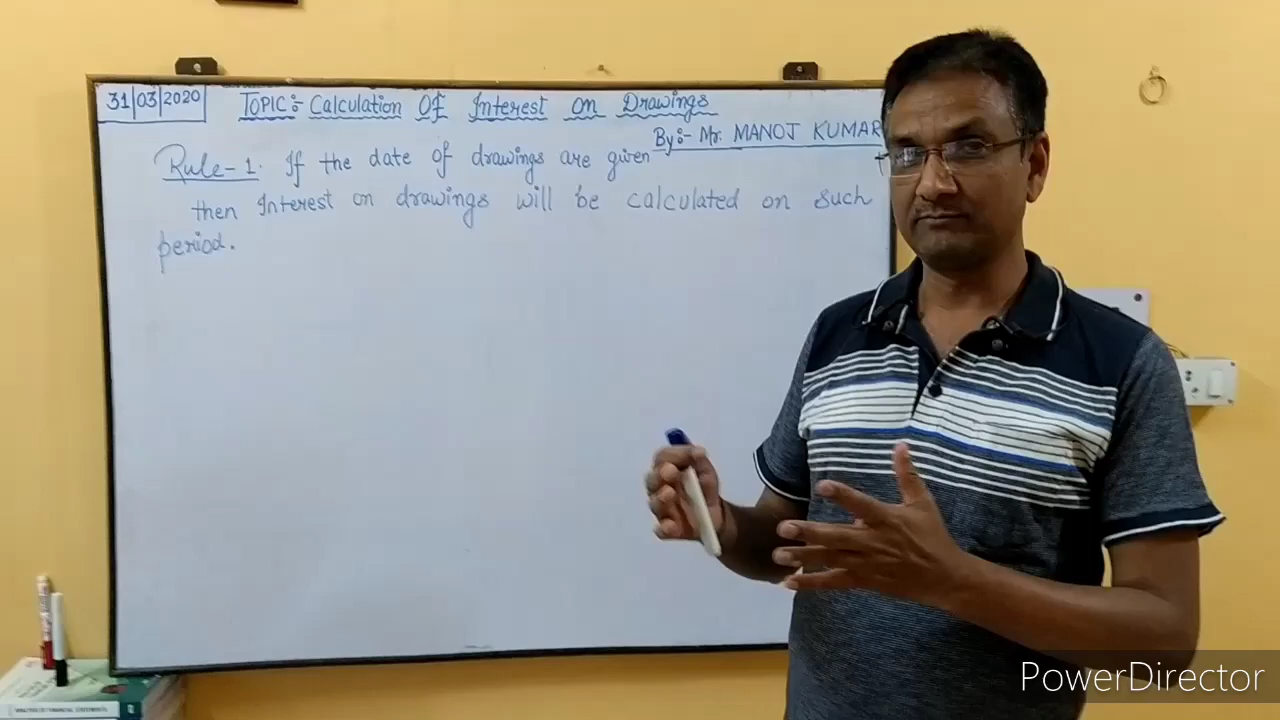 31/03/2020
TOPIC:- Calculation Of Interest on Drawings
By:- Mr. MANOJ KUMAR
Rule-1. If the date of drawings are given
then Interest on drawings will be calculated on such
period.
PowerDirector